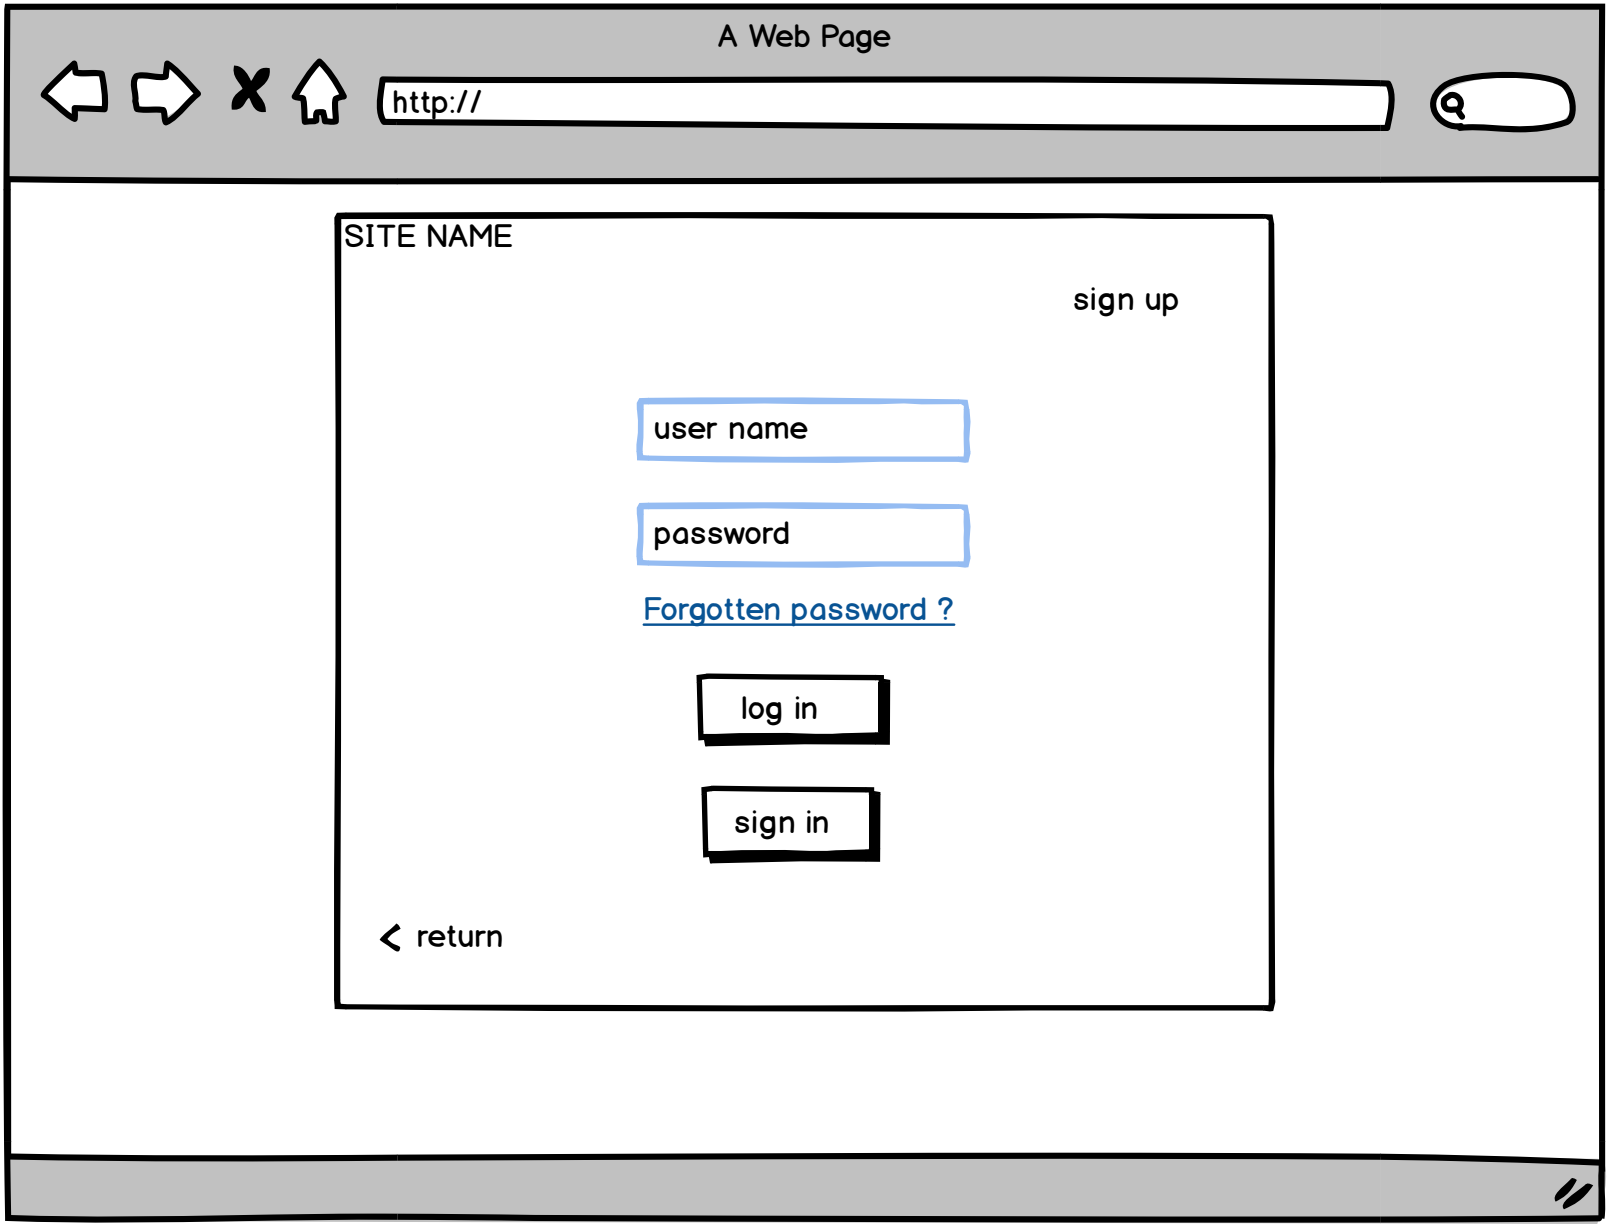 A Web Page
http://
SITE NAME
sign up
user name
password
Forgotten password ?
log in
sign in
return